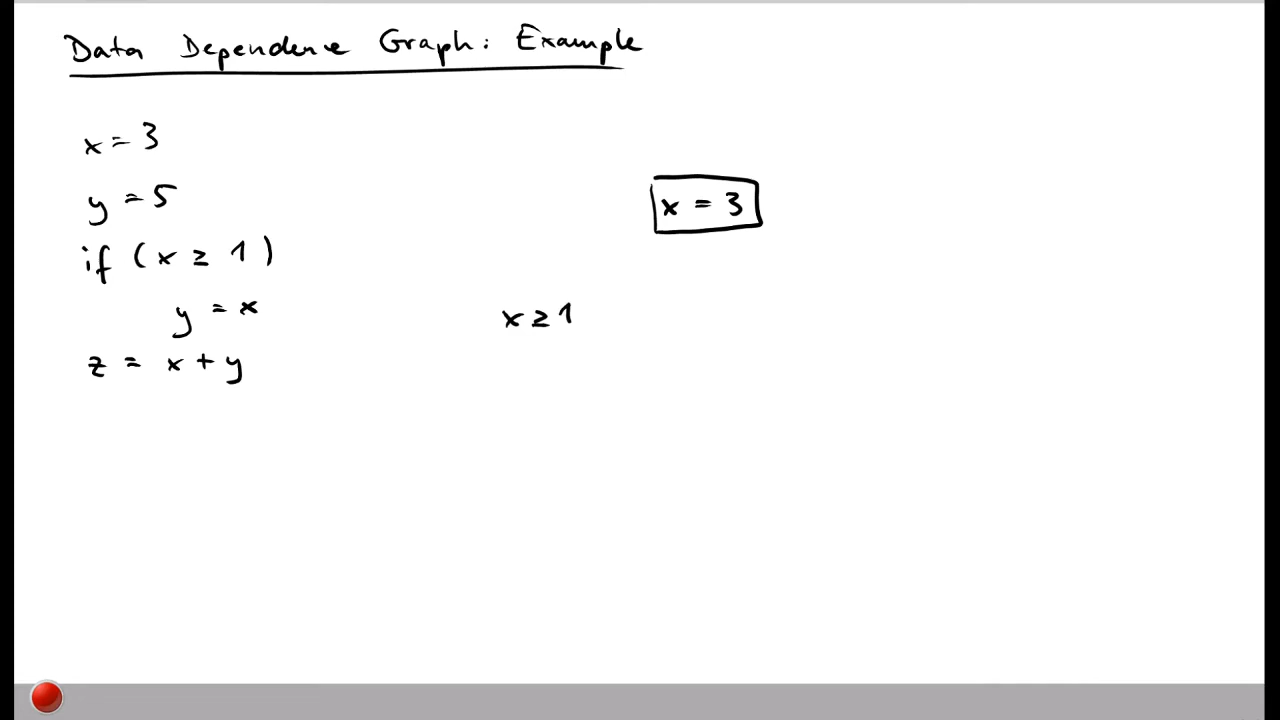 Data Dependence Graph: Example
x = 3
y = 5
if (x ≥ 1)
y = x
z = x + y
x = 3
x ≥ 1